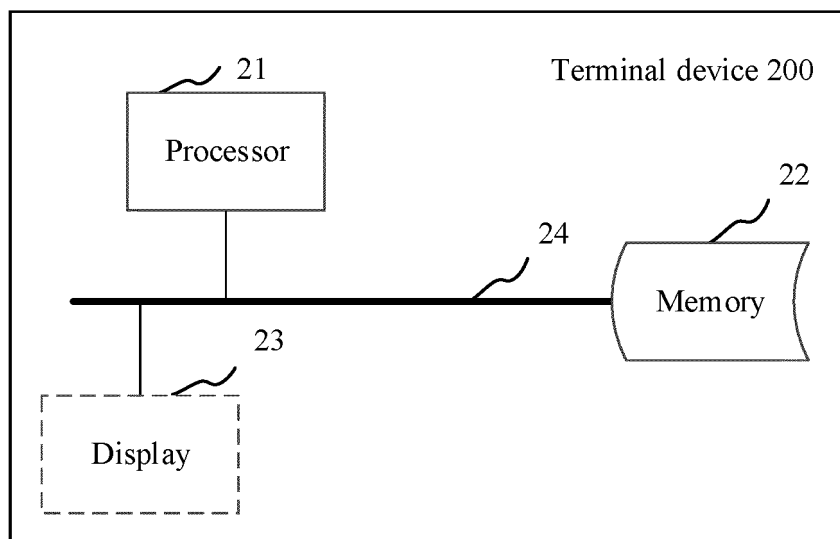 21
Terminal device 200
Processor
22
24
Memory
23
Display